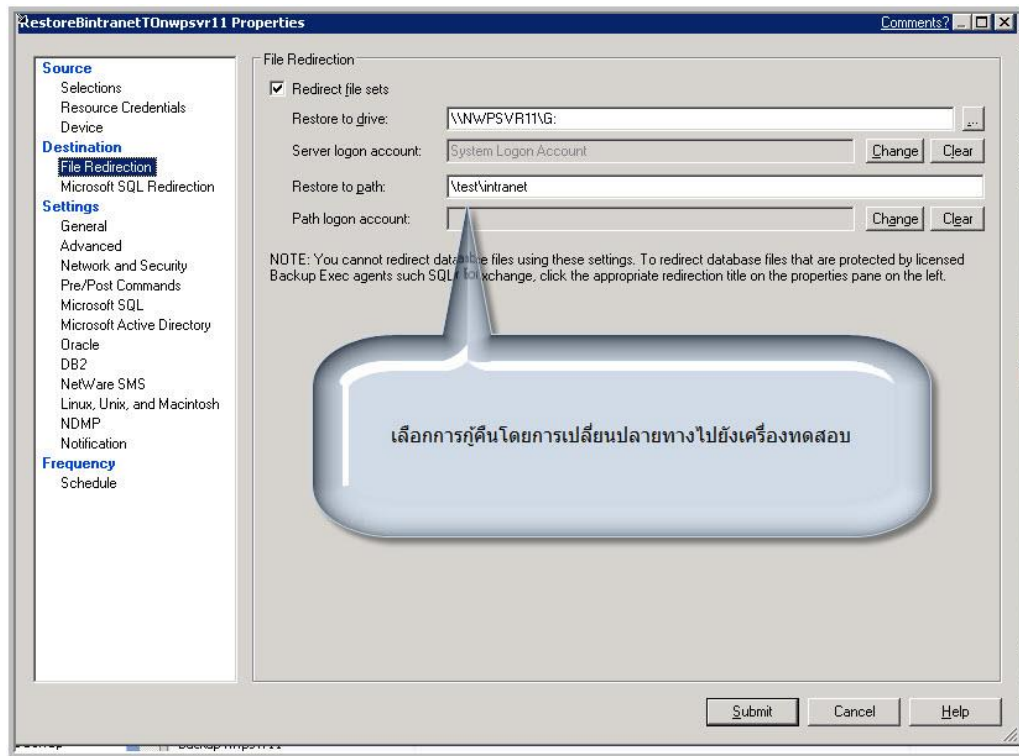 RestoreBintranetTOnwpsvr11 Properties
Comments?
Source
Selections
Resource Credentials
Device
Destination
File Redirection
Microsoft SQL Redirection
Settings
General
Advanced
Network and Security
Pre/Post Commands
Microsoft SQL
Microsoft Active Directory
Oracle
DB2
NetWare SMS
Linux, Unix, and Macintosh
NDMP
Notification
Frequency
Schedule
File Redirection
Redirect file sets
Restore to drive: \\NWPSVR11\G: ...
Server logon account: System Logon Account Change Clear
Restore to path: \test\intranet
Path logon account: Change Clear
NOTE: You cannot redirect database files using these settings. To redirect database files that are protected by licensed
Backup Exec agents such SQL or Exchange, click the appropriate redirection title on the properties pane on the left.
เลือกการกู้คืนโดยการเปลี่ยนปลายทางไปยังเครื่องทดสอบ
Submit Cancel Help